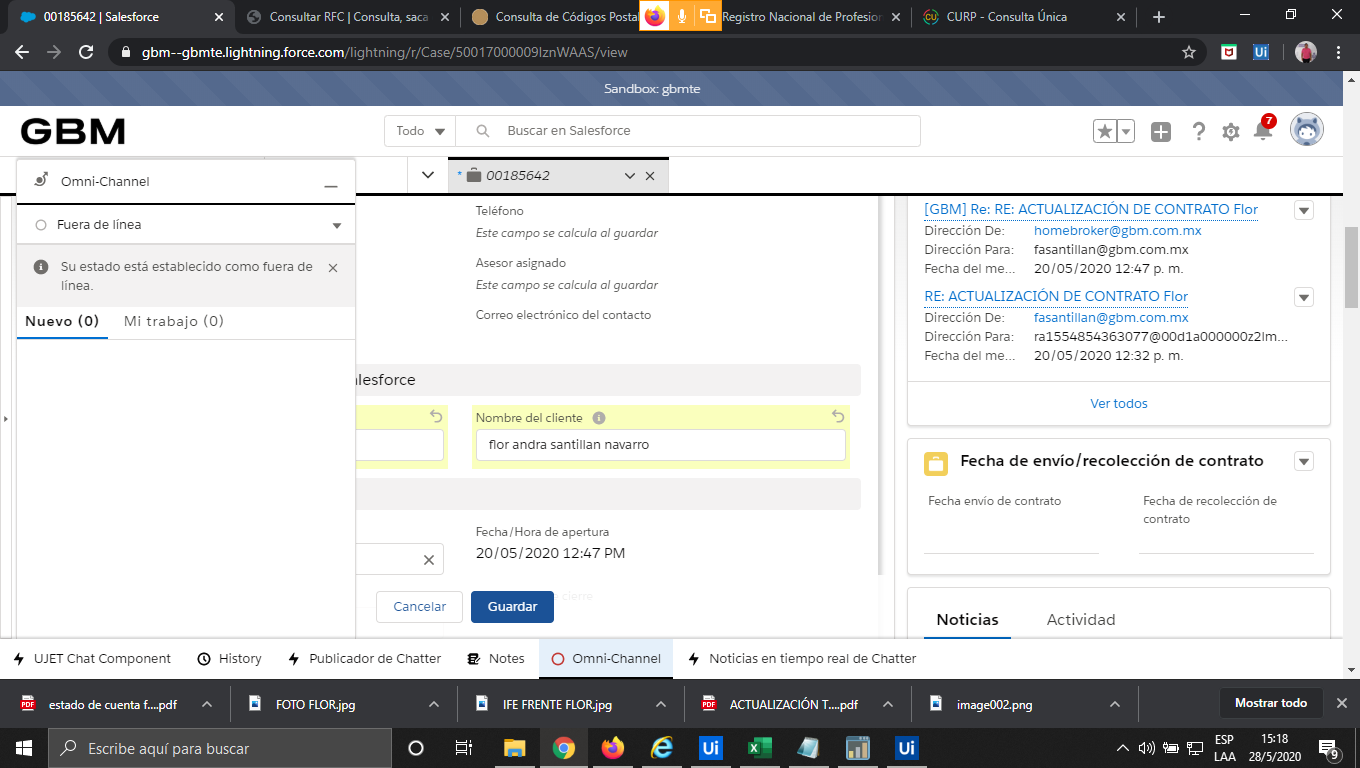 00185642 | Salesforce
Consultar RFC | Consulta, saca
Consulta de Códigos Postal
Registro Nacional de Profesion
CURP - Consulta Única
gbm--gbmte.lightning.force.com/lightning/r/Case/50017000009IznWAAS/view
Sandbox: gbmte
GBM
Todo
Buscar en Salesforce
7
Omni-Channel
* 00185642
Fuera de línea
Su estado está establecido como fuera de
línea.
Nuevo (0)
Mi trabajo (0)
Teléfono
Este campo se calcula al guardar
Asesor asignado
Este campo se calcula al guardar
Correo electrónico del contacto
alesforce
Nombre del cliente
flor andra santillan navarro
Fecha/Hora de apertura
20/05/2020 12:47 PM
cierre
Cancelar
Guardar
[GBM] Re: RE: ACTUALIZACIÓN DE CONTRATO Flor
Dirección De: homebroker@gbm.com.mx
Dirección Para: fasantillan@gbm.com.mx
Fecha del me... 20/05/2020 12:47 p. m.
RE: ACTUALIZACIÓN DE CONTRATO Flor
Dirección De: fasantillan@gbm.com.mx
Dirección Para: ra1554854363077@00d1a000000z2lm...
Fecha del me... 20/05/2020 12:32 p. m.
Ver todos
Fecha de envío/recolección de contrato
Fecha envío de contrato
Fecha de recolección de
contrato
Noticias
Actividad
UJET Chat Component
History
Publicador de Chatter
Notes
Omni-Channel
Noticias en tiempo real de Chatter
estado de cuenta f....pdf
FOTO FLOR.jpg
IFE FRENTE FLOR.jpg
ACTUALIZACIÓN T....pdf
image002.png
Mostrar todo
Escribe aquí para buscar
ESP
LAA
15:18
28/5/2020
9